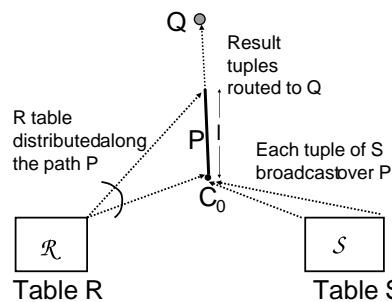 Q
Result
tuples
routed to Q
R table
distributedalong
the path P
P
l
Each tuple of S
broadcastover P
C0
R
S
Table R
Table S